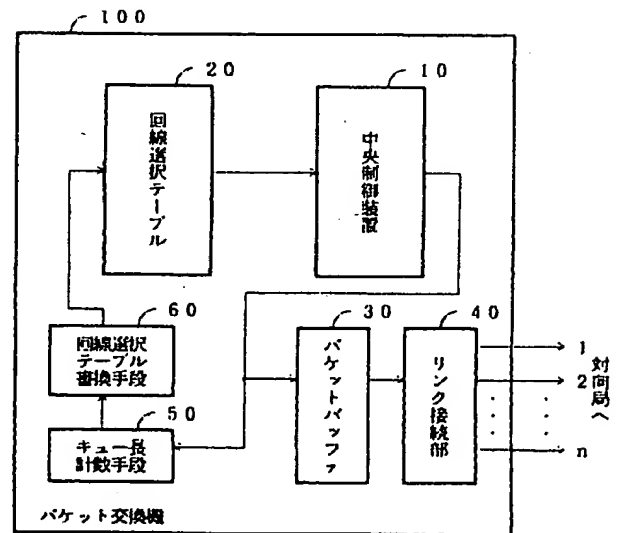 100
20
10
回線選択テーブル
中央制御装置
60
30
40
回線選択
テーブル
書換手段
パケットバッファ
リンク接続部
1
2
n
対向局へ
50
キュー長
計数手段
パケット交換機